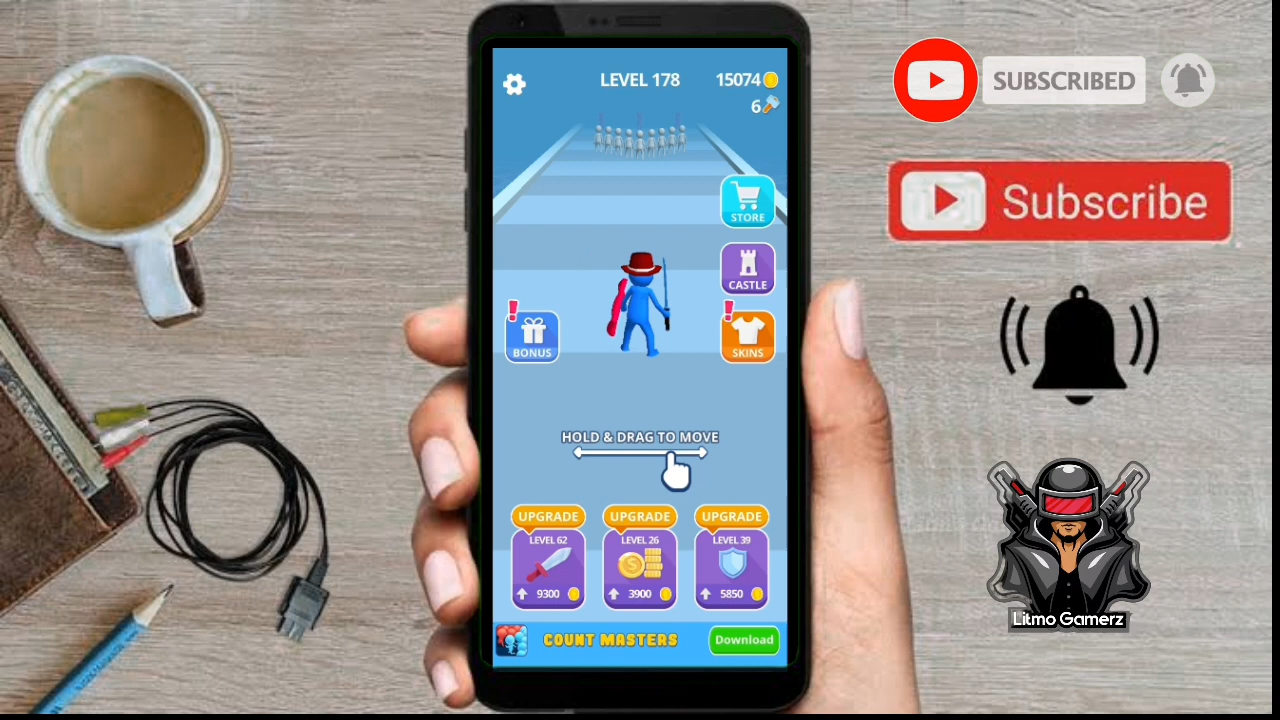 LEVEL 178
15074
6
STORE
CASTLE
BONUS
SKINS
HOLD & DRAG TO MOVE
UPGRADE
UPGRADE
UPGRADE
LEVEL 62
LEVEL 26
LEVEL 39
9300
3900
5850
COUNT MASTERS
Download
SUBSCRIBED
Subscribe
Litmo Gamerz